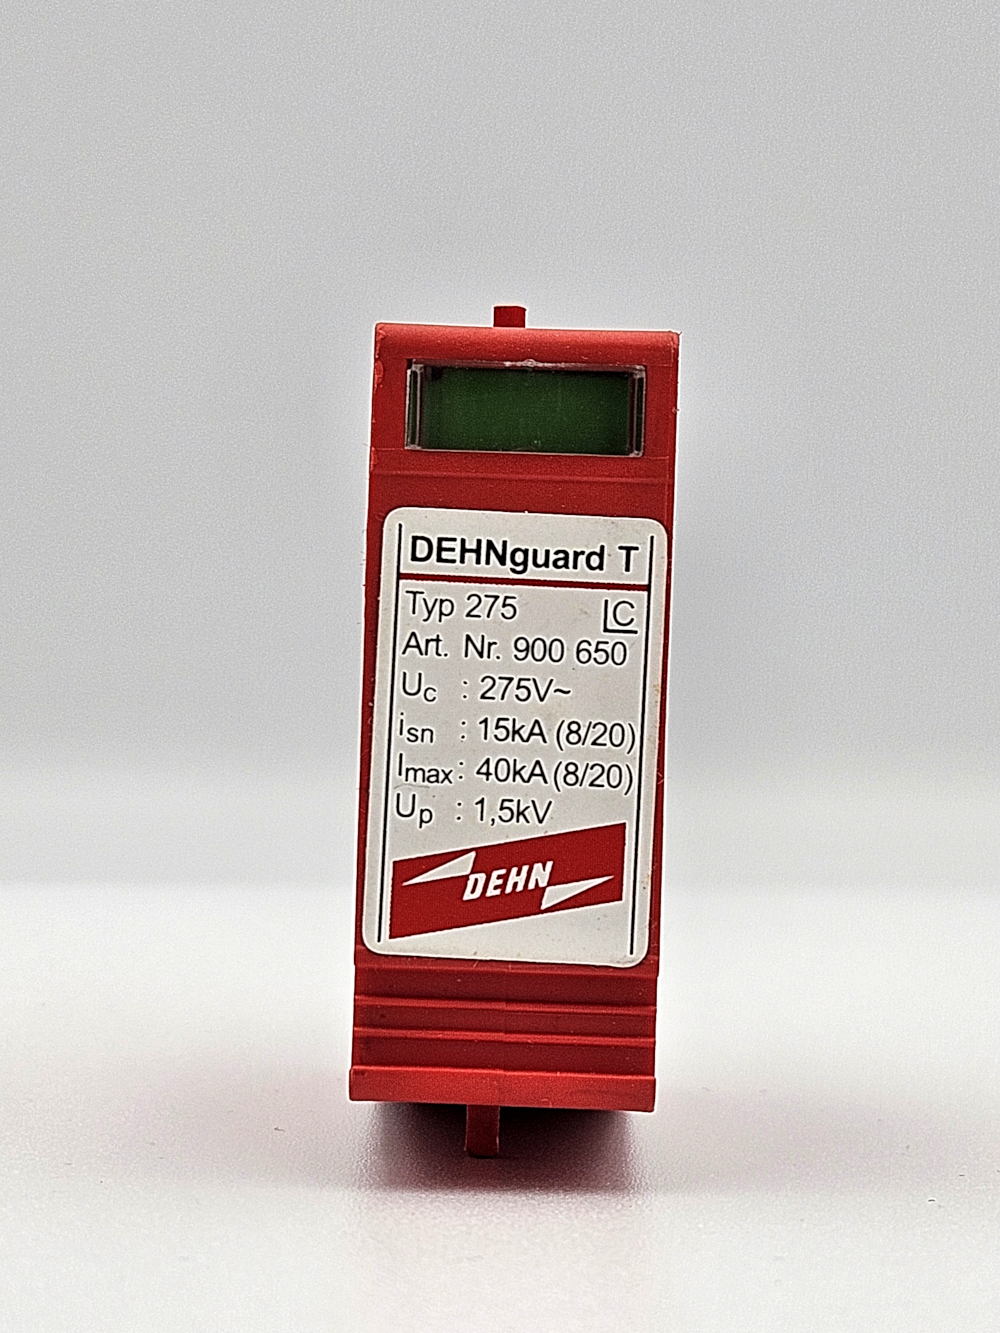 DEHNguard T
Typ 275 C
Art. Nr. 900 650
Uc : 275V~
isn : 15kA (8/20)
Imax : 40kA (8/20)
Up : 1,5kV
DEHN